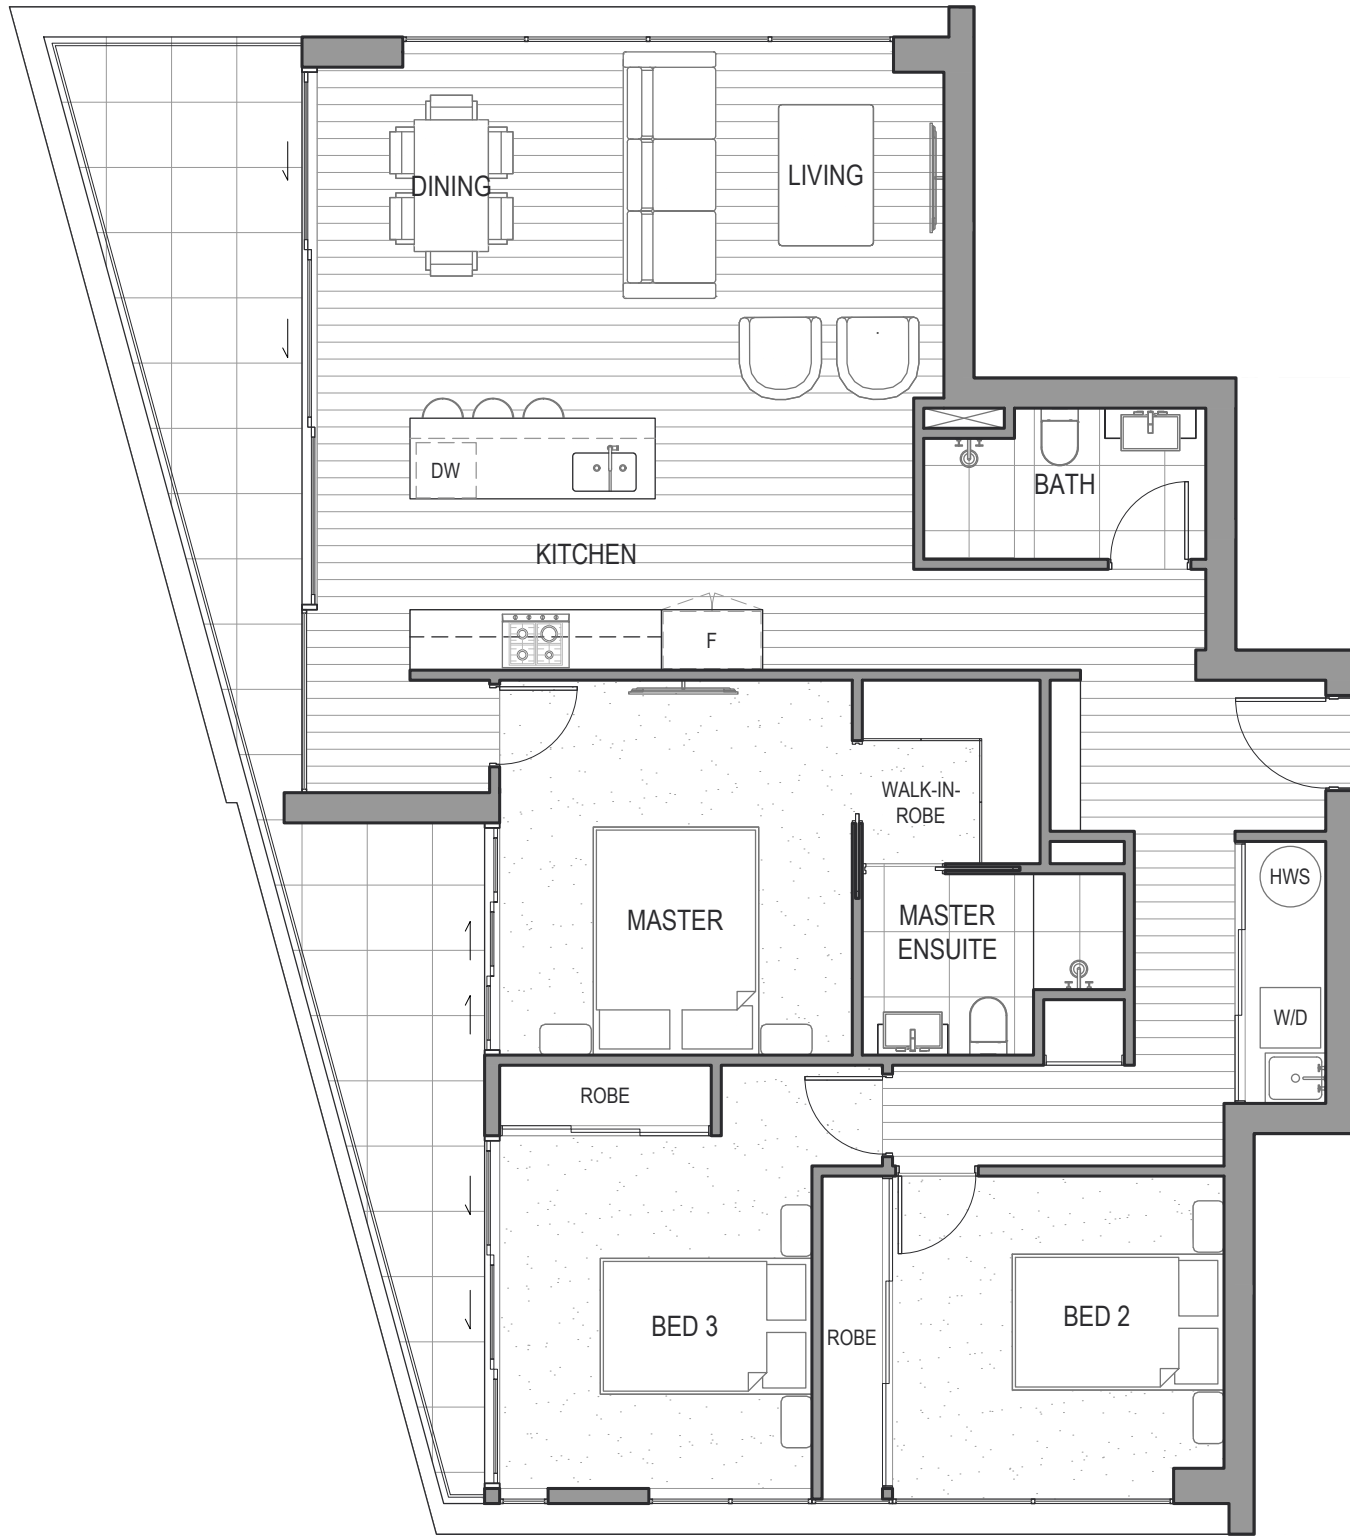 DINING
LIVING
DW
BATH
KITCHEN
F
WALK-IN-
ROBE
HWS
MASTER
MASTER
ENSUITE
W/D
ROBE
BED 3
BED 2
ROBE